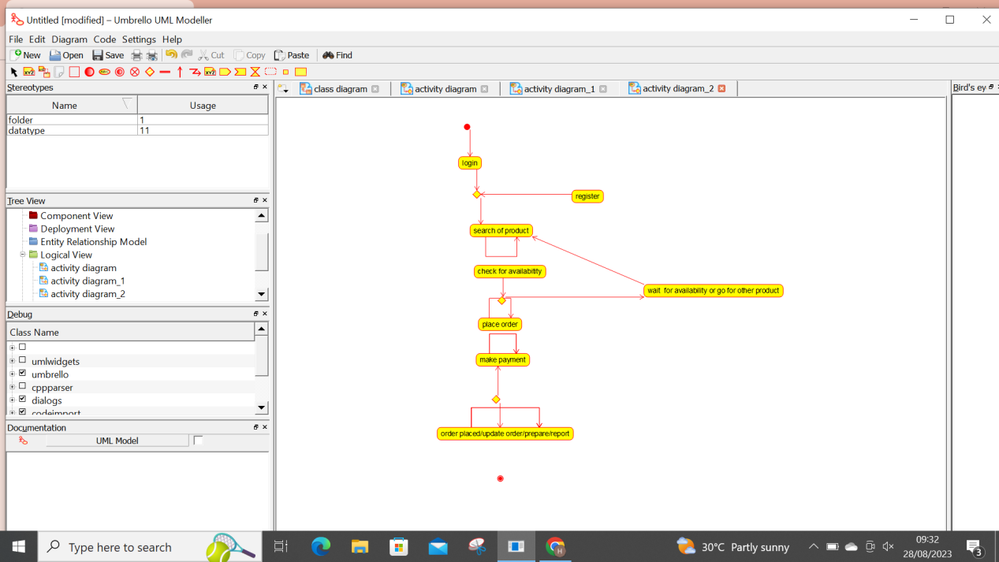 Untitled [modified] – Umbrello UML Modeller
File Edit Diagram Code Settings Help
New Open Save Cut Copy Paste Find
Stereotypes
Name Usage
folder 1
datatype 11
Tree View
Component View
Deployment View
Entity Relationship Model
Logical View
activity diagram
activity diagram_1
activity diagram_2
Debug
Class Name
umlwidgets
umbrello
cppparser
dialogs
codeimport
Documentation
UML Model
class diagram
activity diagram
activity diagram_1
activity diagram_2
Bird's ey
login
register
search of product
check for availabitity
wait for availability or go for other product
place order
make payment
order placed/update order/prepare/report
Type here to search
30°C Partly sunny
09:32
28/08/2023
3